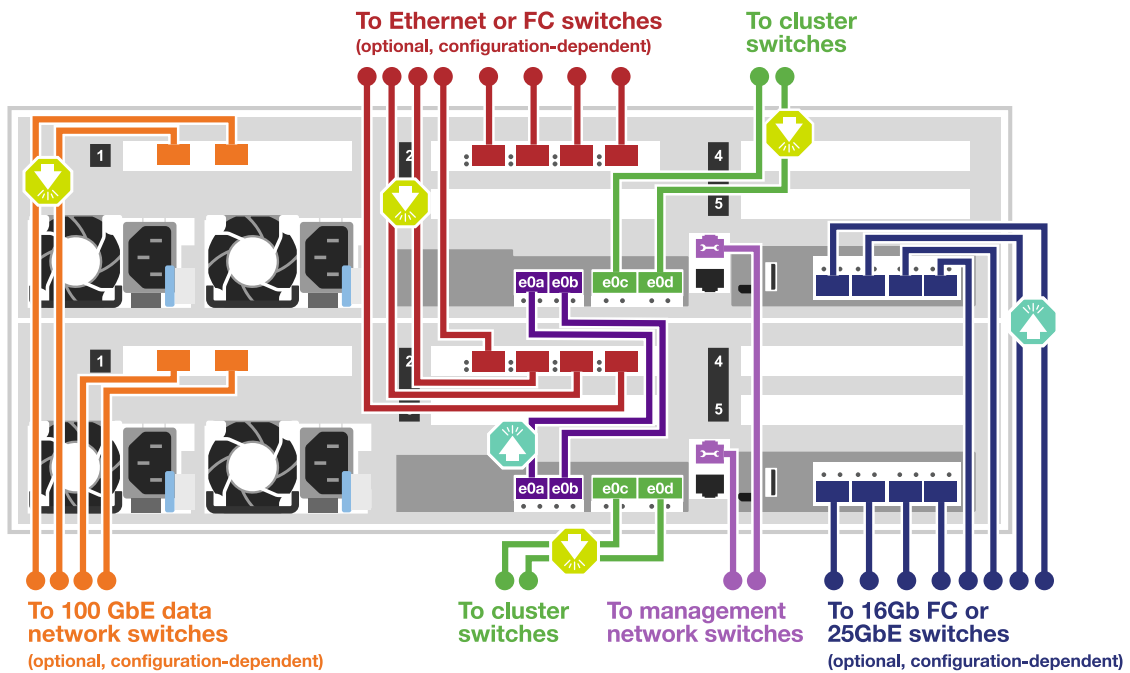 To Ethernet or FC switches
(optional, configuration-dependent)
To cluster
switches
1
2
4
5
e0a e0b e0c e0d
1
2
4
5
e0a e0b e0c e0d
To 100 GbE data
network switches
(optional, configuration-dependent)
To cluster
switches
To management
network switches
To 16Gb FC or
25GbE switches
(optional, configuration-dependent)